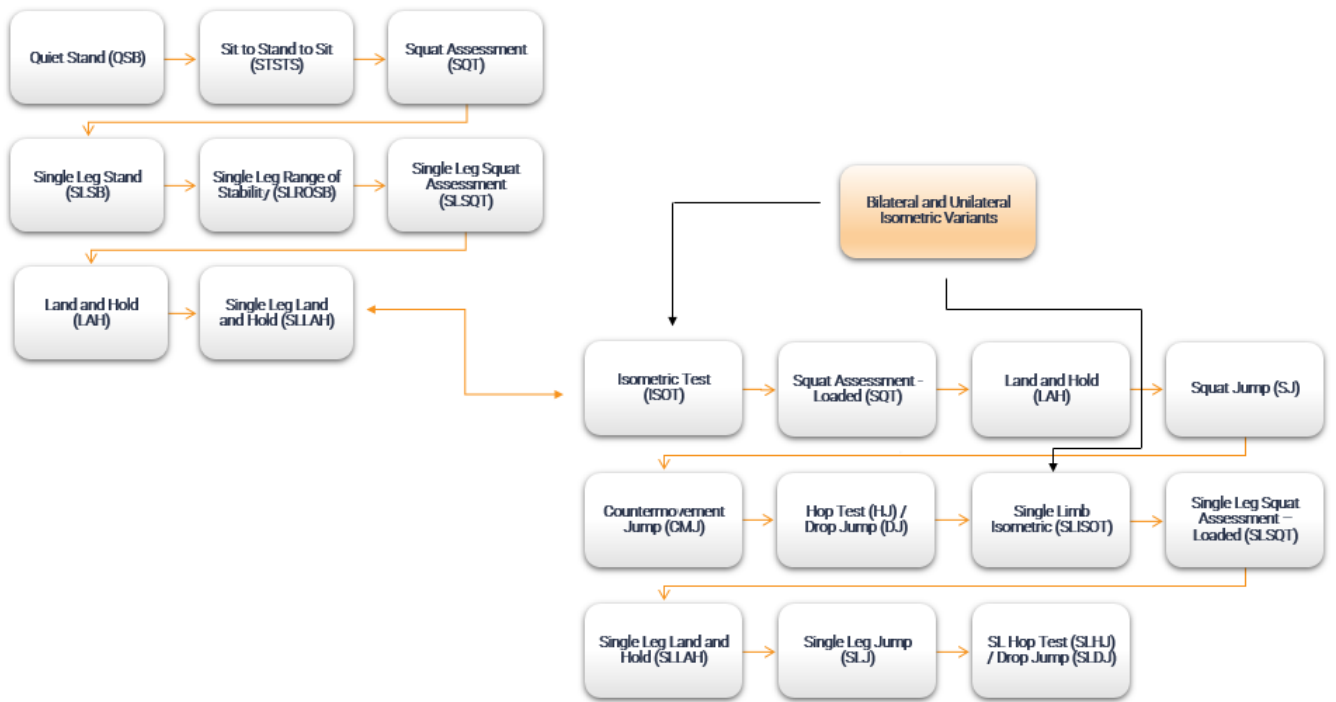 Quiet Stand (QSB)
Sit to Stand to Sit
(STSTS)
Squat Assessment
(SQT)
Single Leg Stand
(SLSB)
Single Leg Range of
Stability (SLROSB)
Single Leg Squat
Assessment
(SLSQT)
Land and Hold
(LAH)
Single Leg Land
and Hold (SLLAH)
Bilateral and Unilateral
Isometric Variants
Isometric Test
(ISOT)
Squat Assessment -
Loaded (SQT)
Land and Hold
(LAH)
Squat Jump (SJ)
Countermovement
Jump (CMJ)
Hop Test (HJ) /
Drop Jump (DJ)
Single Limb
Isometric (SLISOT)
Single Leg Squat
Assessment –
Loaded (SLSQT)
Single Leg Land and
Hold (SLLAH)
Single Leg Jump
(SLJ)
SL Hop Test (SLHJ)
/ Drop Jump (SLDJ)